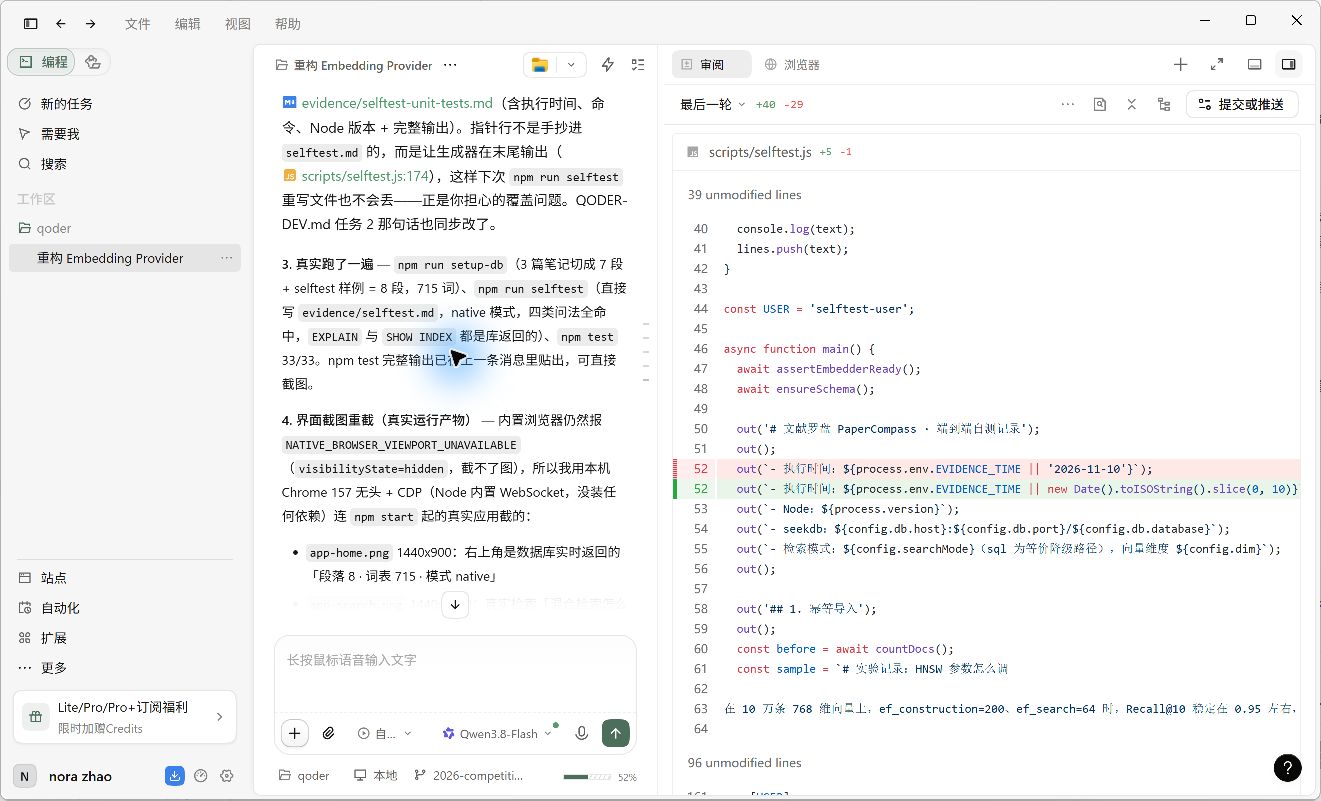 文件 编辑 视图 帮助
编程
新的任务
需要我
搜索
工作区
qoder
重构 Embedding Provider ···
站点
自动化
扩展
更多
Lite/Pro/Pro+订阅福利
限时加赠Credits
N nora zhao
重构 Embedding Provider ···
evidence/selftest-unit-tests.md（含执行时间、命
令、Node 版本 + 完整输出）。指针行不是手抄进
selftest.md 的，而是让生成器在末尾输出（
scripts/selftest.js:174），这样下次 npm run selftest
重写文件也不会丢——正是你担心的覆盖问题。QODER-
DEV.md 任务 2 那句话也同步改了。
3. 真实跑了一遍 — npm run setup-db（3 篇笔记切成 7 段
+ selftest 样例 = 8 段，715 词）、npm run selftest（直接
写 evidence/selftest.md，native 模式，四类问法全命
中，EXPLAIN 与 SHOW INDEX 都是库返回的）、npm test
33/33。npm test 完整输出已在上一条消息里贴出，可直接
截图。
4. 界面截图重截（真实运行产物） — 内置浏览器仍然报
NATIVE_BROWSER_VIEWPORT_UNAVAILABLE
（visibilityState=hidden，截不了图），所以我用本机
Chrome 157 无头 + CDP（Node 内置 WebSocket，没装任
何依赖）连 npm start 起的真实应用截的：
• app-home.png 1440x900：右上角是数据库实时返回的
「段落 8 · 词表 715 · 模式 native」
长按鼠标语音输入文字
自... Qwen3.8-Flash
qoder 本地 2026-competiti... 52%
审阅 浏览器
最后一轮 +40 -29 ··· 提交或推送
JS scripts/selftest.js +5 -1
39 unmodified lines
40 console.log(text);
41 lines.push(text);
42 }
43
44 const USER = 'selftest-user';
45
46 async function main() {
47 await assertEmbedderReady();
48 await ensureSchema();
49
50 out('# 文献罗盘 PaperCompass · 端到端自测记录');
51 out();
52 out(`- 执行时间：${process.env.EVIDENCE_TIME || '2026-11-10'}`);
52 out(`- 执行时间：${process.env.EVIDENCE_TIME || new Date().toISOString().slice(0, 10)}
53 out(`- Node：${process.version}`);
54 out(`- seekdb：${config.db.host}:${config.db.port}/${config.db.database}`);
55 out(`- 检索模式：${config.searchMode}（sql 为等价降级路径），向量维度 ${config.dim}`);
56 out();
57
58 out('## 1. 幂等导入');
59 out();
60 const before = await countDocs();
61 const sample = `# 实验记录：HNSW 参数怎么调
62
63 在 10 万条 768 维向量上，ef_construction=200、ef_search=64 时，Recall@10 稳定在 0.95 左右，
64
96 unmodified lines
?